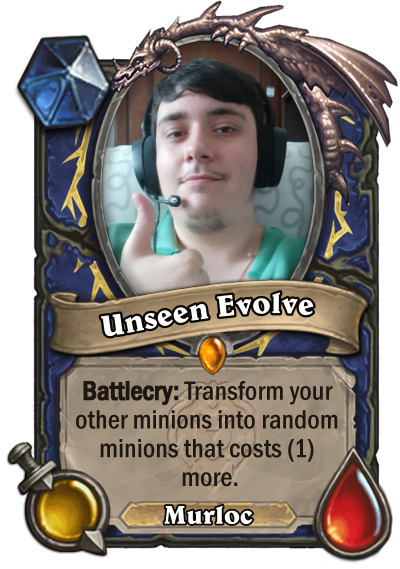 Unseen Evolve
Battlecry: Transform your
other minions into random
minions that costs (1)
more.
Murloc